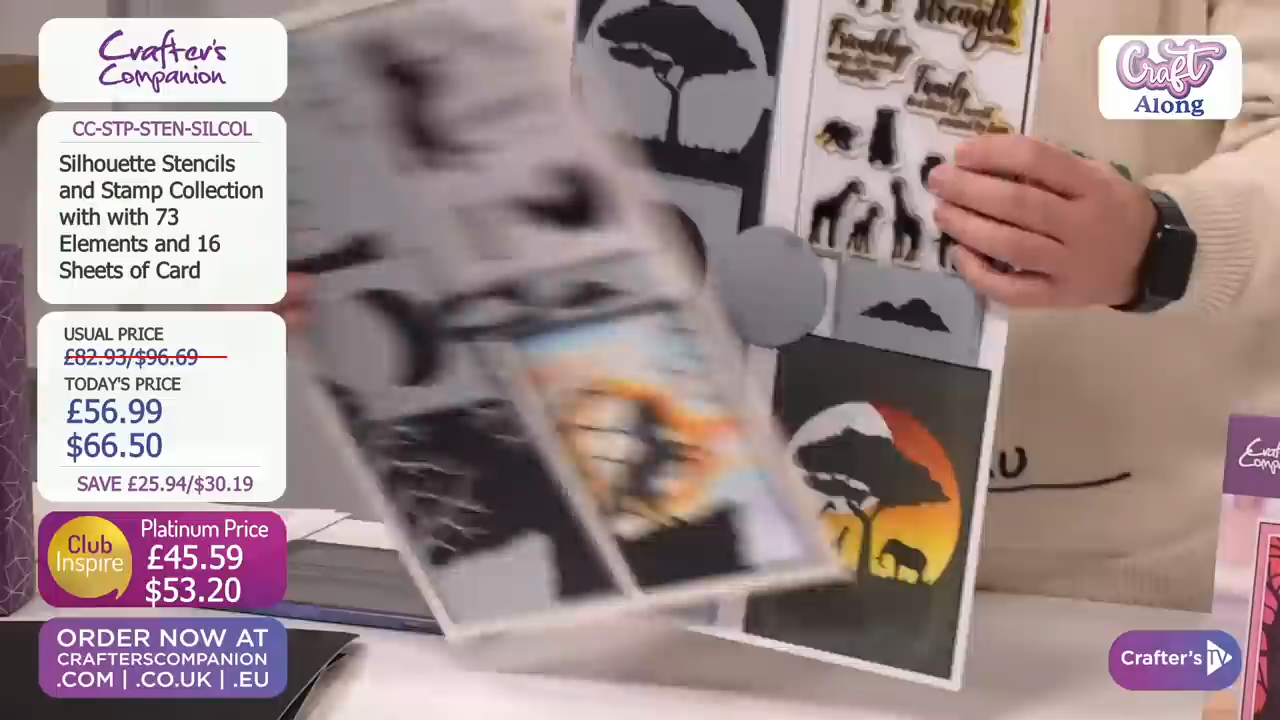 Crafter's
Companion
CC-STP-STEN-SILCOL
Silhouette Stencils
and Stamp Collection
with with 73
Elements and 16
Sheets of Card
USUAL PRICE
£82.93/$96.69
TODAY'S PRICE
£56.99
$66.50
SAVE £25.94/$30.19
Club
Inspire
Platinum Price
£45.59
$53.20
ORDER NOW AT
CRAFTERSCOMPANION
.COM | .CO.UK | .EU
Strength
Friendship
Family
Craft
Along
Crafter's TV